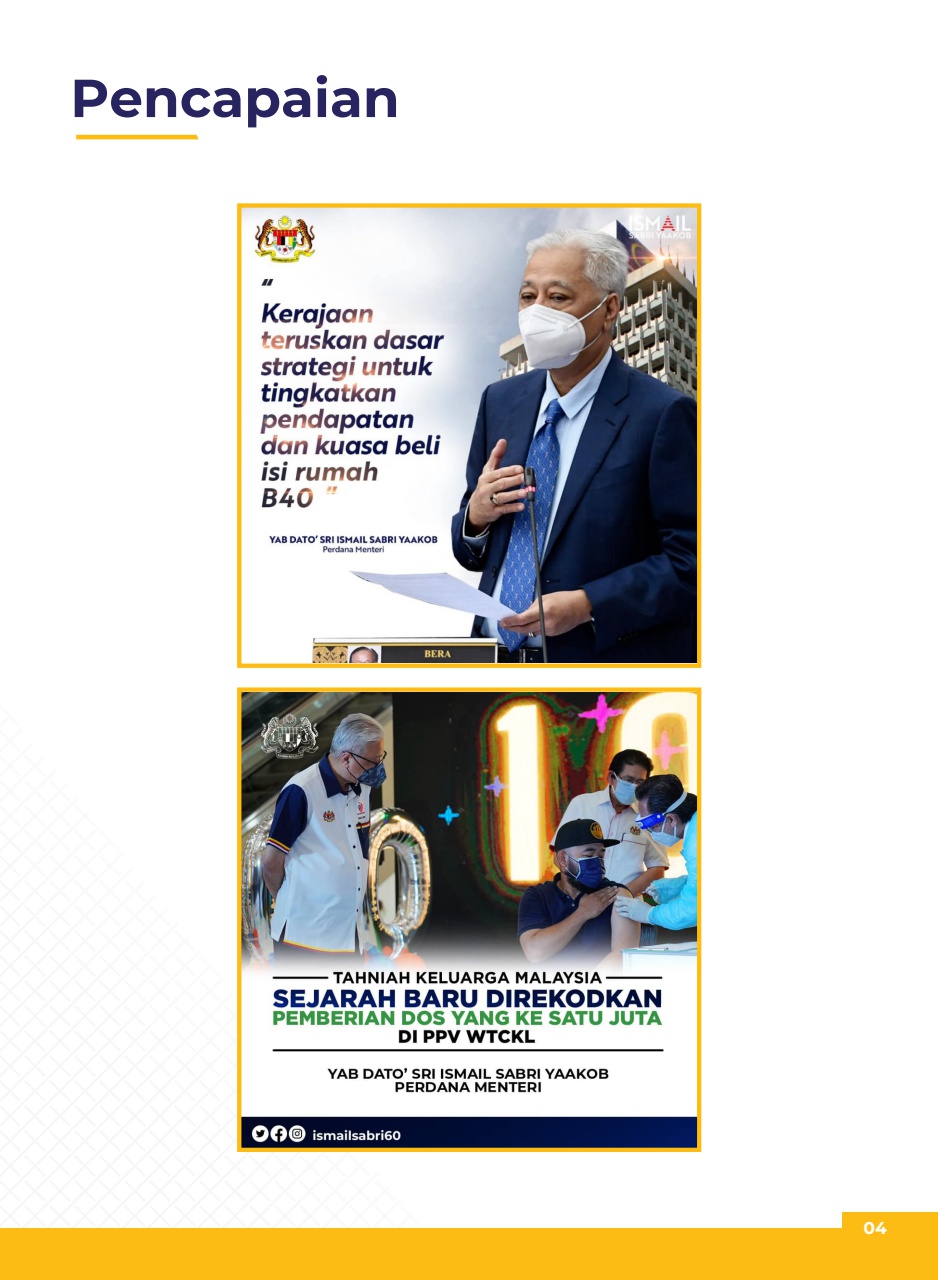 Pencapaian
ISMAIL
SABRI YAAKOB
“
Kerajaan
teruskan dasar
strategi untuk
tingkatkan
pendapatan
dan kuasa beli
isi rumah
B40 ”
YAB DATO’ SRI ISMAIL SABRI YAAKOB
Perdana Menteri
BERA
TAHNIAH KELUARGA MALAYSIA
SEJARAH BARU DIREKODKAN
PEMBERIAN DOS YANG KE SATU JUTA
DI PPV WTCKL
YAB DATO’ SRI ISMAIL SABRI YAAKOB
PERDANA MENTERI
ismailsabri60
04